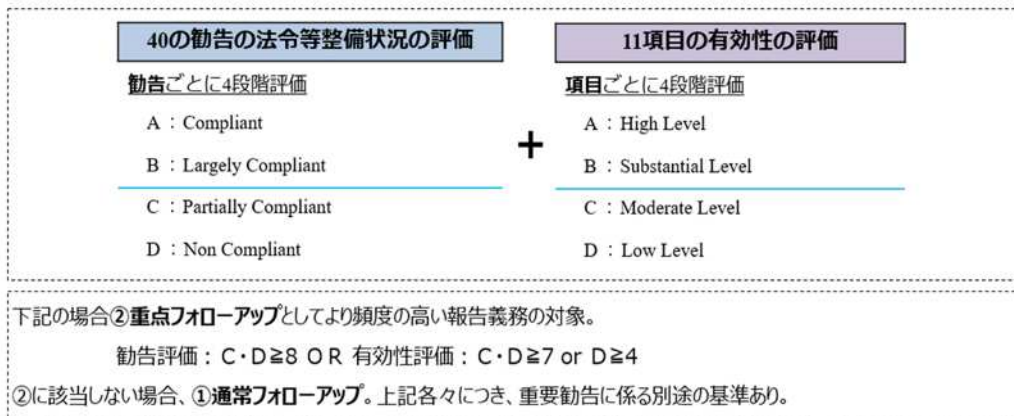 40の勧告の法令等整備状況の評価
勧告ごとに4段階評価
A：Compliant
B：Largely Compliant
C：Partially Compliant
D：Non Compliant
+
11項目の有効性の評価
項目ごとに4段階評価
A：High Level
B：Substantial Level
C：Moderate Level
D：Low Level
下記の場合②重点フォローアップとしてより頻度の高い報告義務の対象。
勧告評価：C・D≧8 OR 有効性評価：C・D≧7 or D≧4
②に該当しない場合、①通常フォローアップ。上記各々につき、重要勧告に係る別途の基準あり。